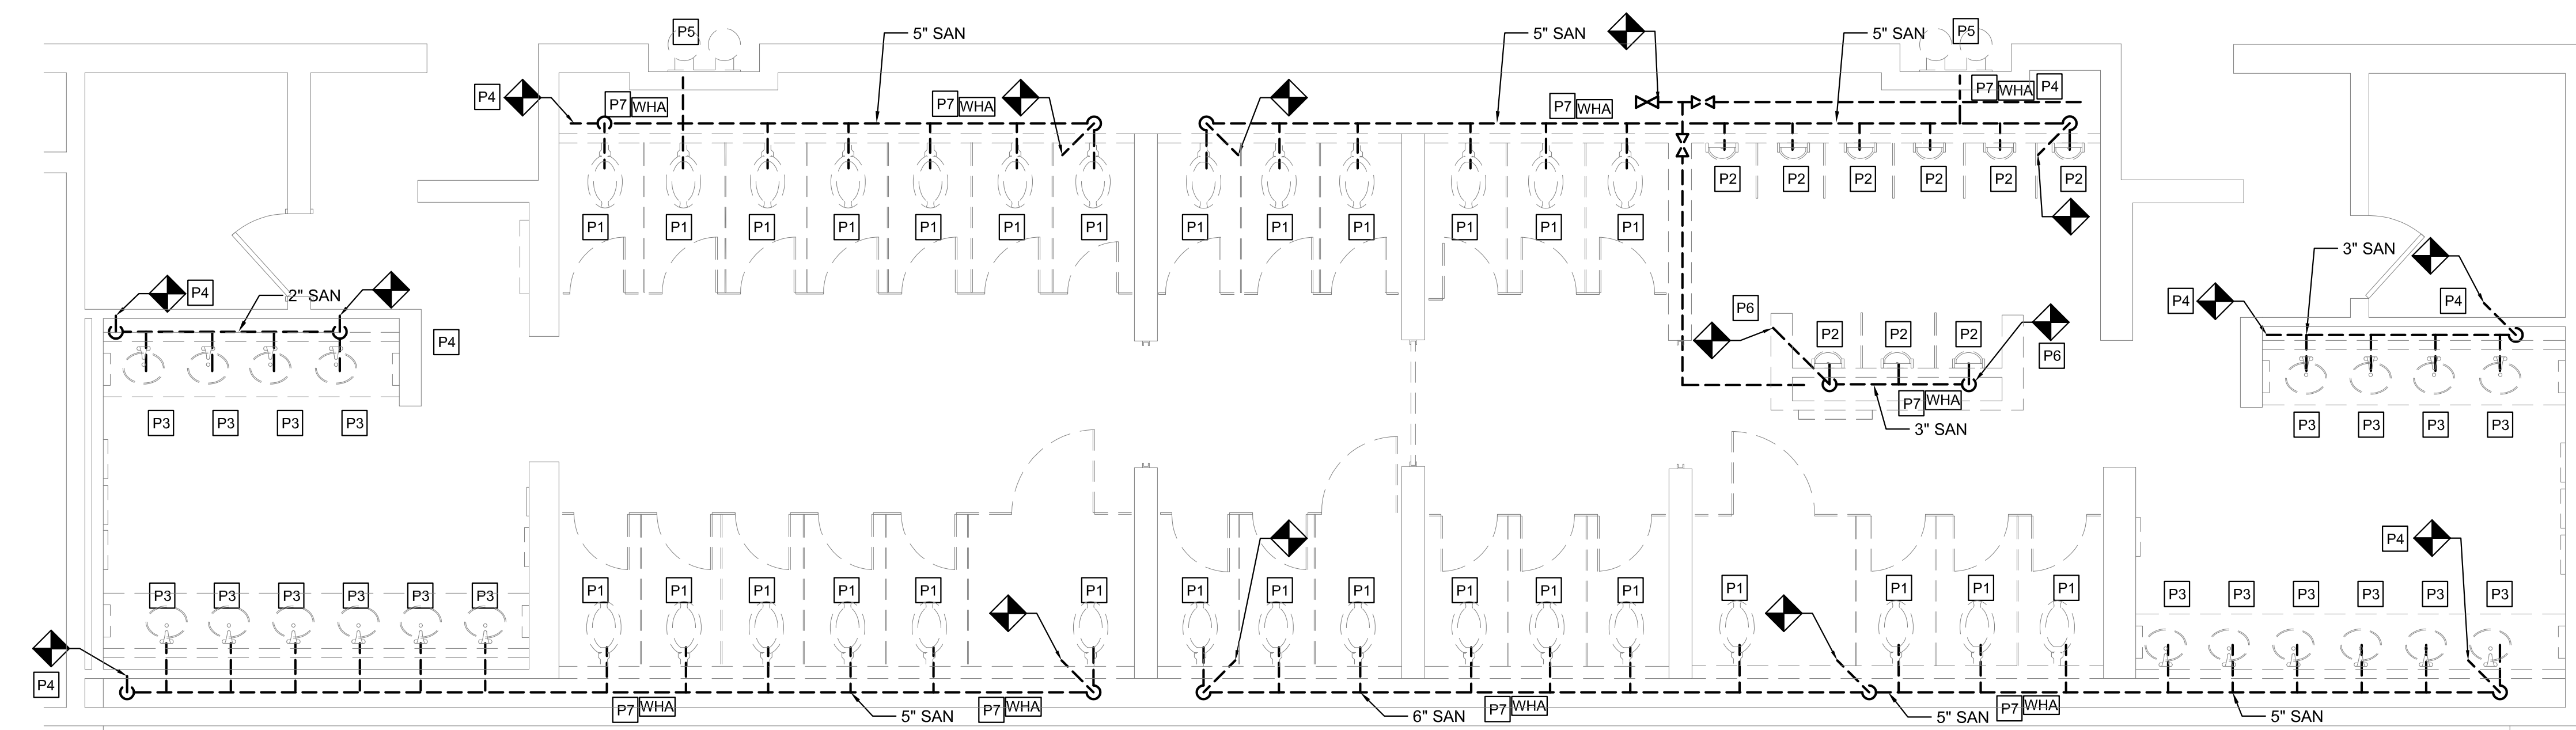 P5
5" SAN
5" SAN
5" SAN
P5
P4
P7 WHA
P7 WHA
P7 WHA
P7 WHA P4
P2 P2 P2 P2 P2 P2
P1 P1 P1 P1 P1 P1 P1 P1 P1 P1 P1 P1 P1
3" SAN
P4
2" SAN
P4
P4
P6
P4
P2 P2 P2
P6
P7 WHA
3" SAN
P3 P3 P3 P3
P3 P3 P3 P3
P4
P3 P3 P3 P3 P3 P3
P1 P1 P1 P1 P1 P1 P1 P1 P1 P1 P1 P1 P1 P1 P1 P1
P3 P3 P3 P3 P3 P3
P4
P7 WHA
5" SAN
P7 WHA
6" SAN
P7 WHA
5" SAN
P7 WHA
5" SAN